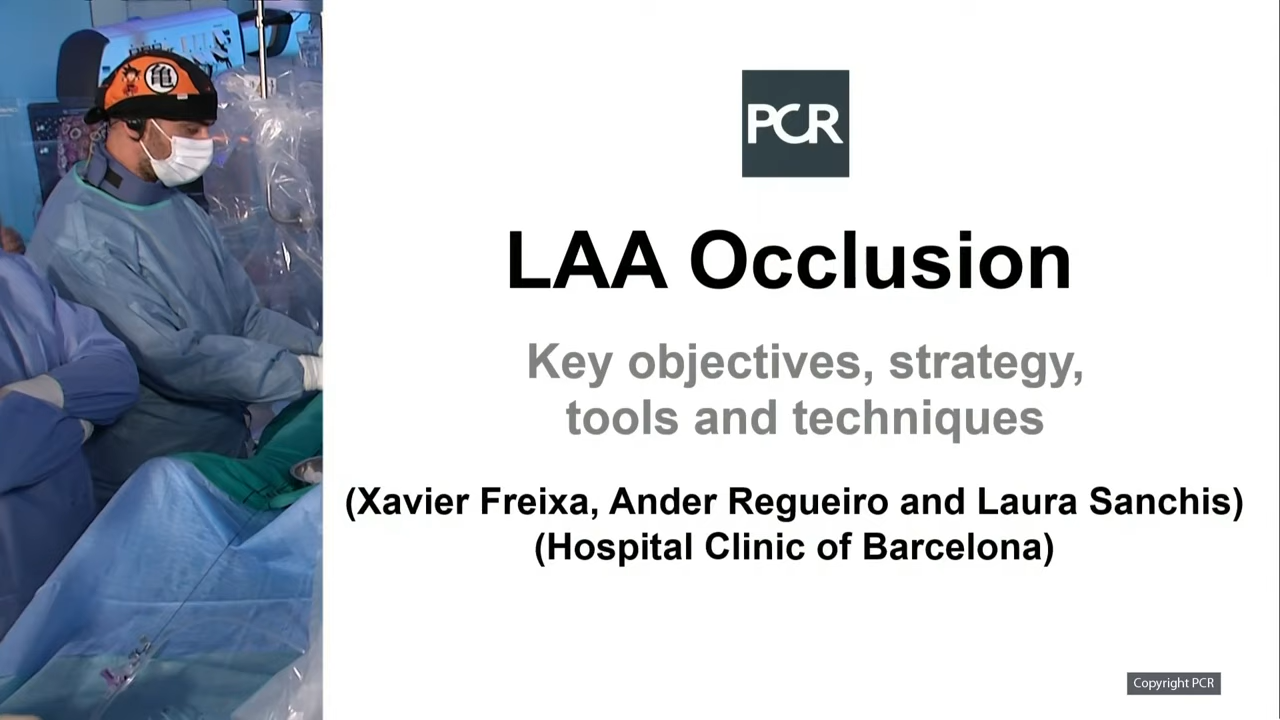 亀
PCR
LAA Occlusion
Key objectives, strategy,
tools and techniques
(Xavier Freixa, Ander Regueiro and Laura Sanchis)
(Hospital Clinic of Barcelona)
Copyright PCR